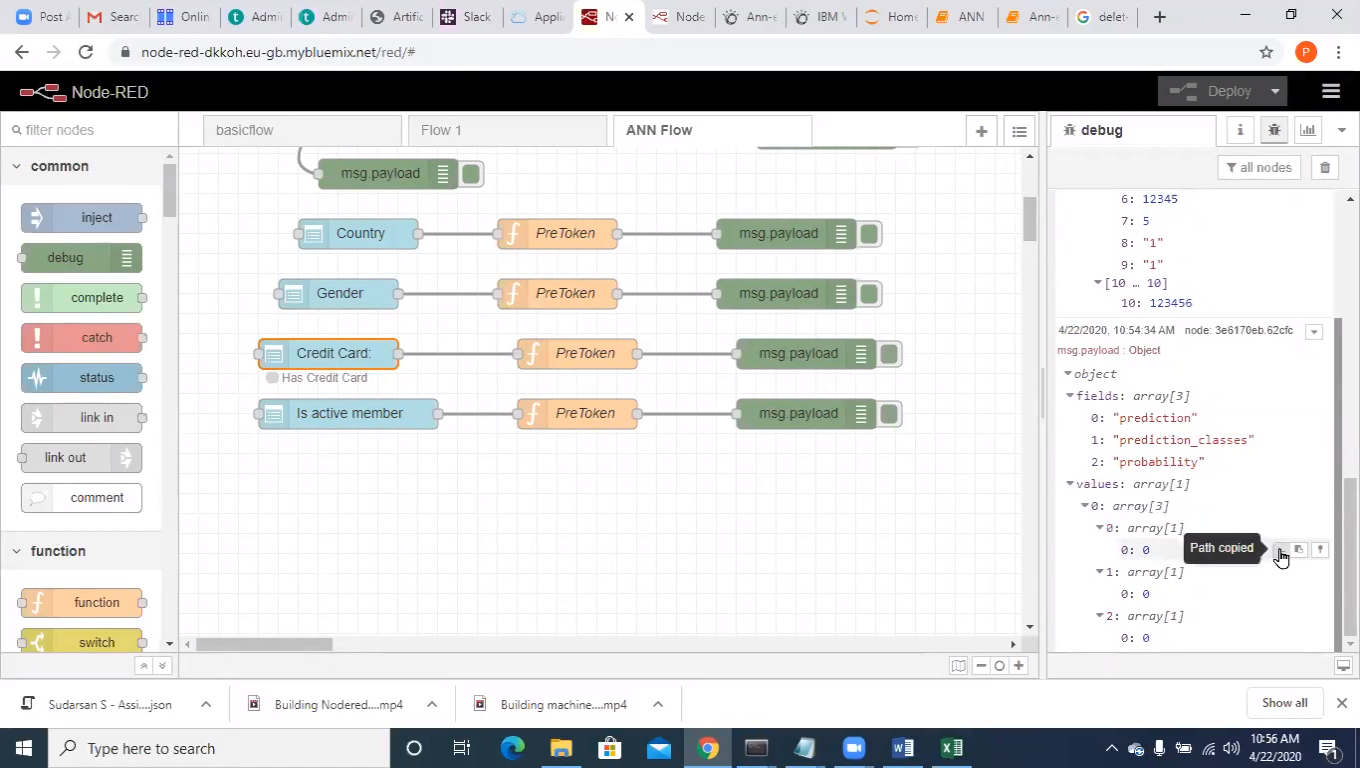 Post A
Searc
Onlin
Admi
Admi
Artific
Slack
Appli
No
Node
Ann-e
IBM V
Home
ANN
Ann-e
delet-
node-red-dkkoh.eu-gb.mybluemix.net/red/#
P
Node-RED
Deploy
filter nodes
basicflow
Flow 1
ANN Flow
debug
i
common
all nodes
inject
debug
complete
catch
status
link in
link out
comment
function
function
switch
msg.payload
Country
PreToken
msg.payload
Gender
PreToken
msg.payload
Credit Card:
PreToken
msg.payload
Has Credit Card
Is active member
PreToken
msg.payload
6: 12345
7: 5
8: "1"
9: "1"
[10 … 10]
10: 123456
4/22/2020, 10:54:34 AM node: 3e6170eb.62cfc
msg.payload : Object
object
fields: array[3]
0: "prediction"
1: "prediction_classes"
2: "probability"
values: array[1]
0: array[3]
0: array[1]
0: 0
Path copied
1: array[1]
0: 0
2: array[1]
0: 0
Sudarsan S - Assi....json
Building Nodered....mp4
Building machine....mp4
Show all
Type here to search
10:56 AM
4/22/2020
1